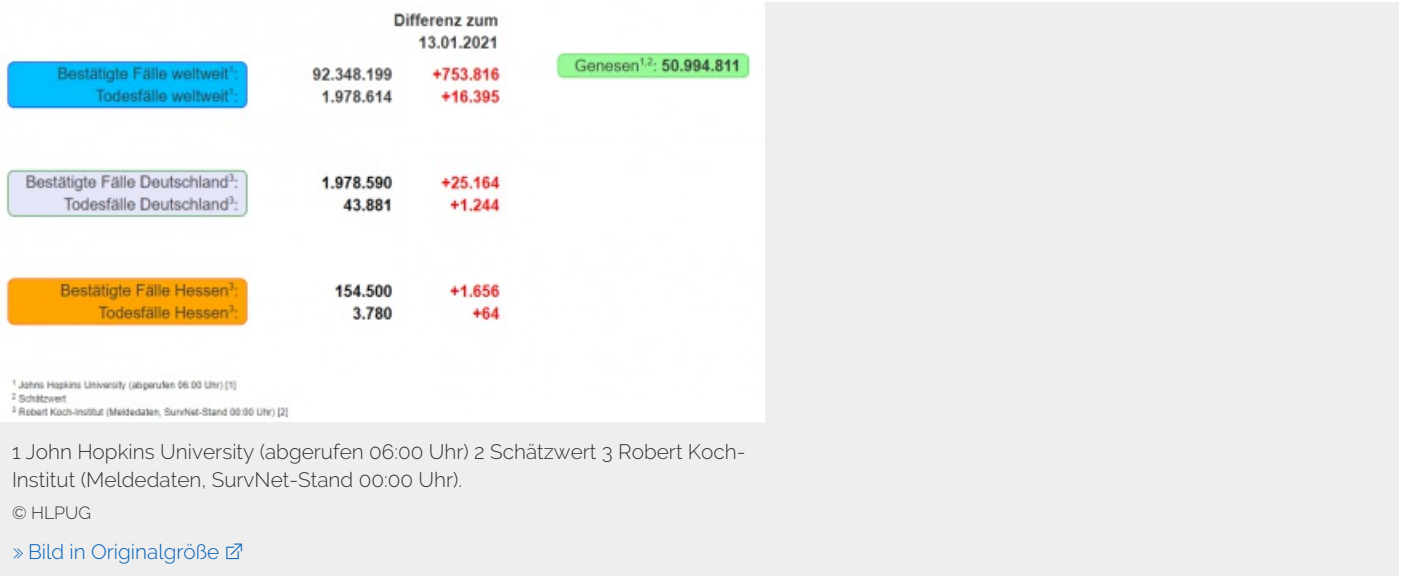 Differenz zum
13.01.2021
Bestätigte Fälle weltweit¹: 92.348.199 +753.816 Genesen¹,²: 50.994.811
Todesfälle weltweit¹: 1.978.614 +16.395
Bestätigte Fälle Deutschland³: 1.978.590 +25.164
Todesfälle Deutschland³: 43.881 +1.244
Bestätigte Fälle Hessen³: 154.500 +1.656
Todesfälle Hessen³: 3.780 +64
¹ Johns Hopkins University (abgerufen 06:00 Uhr) [1]
² Schätzwert
³ Robert Koch-Institut (Meldedaten, SurvNet-Stand 00:00 Uhr) [2]
1 John Hopkins University (abgerufen 06:00 Uhr) 2 Schätzwert 3 Robert Koch-
Institut (Meldedaten, SurvNet-Stand 00:00 Uhr).
© HLPUG
» Bild in Originalgröße